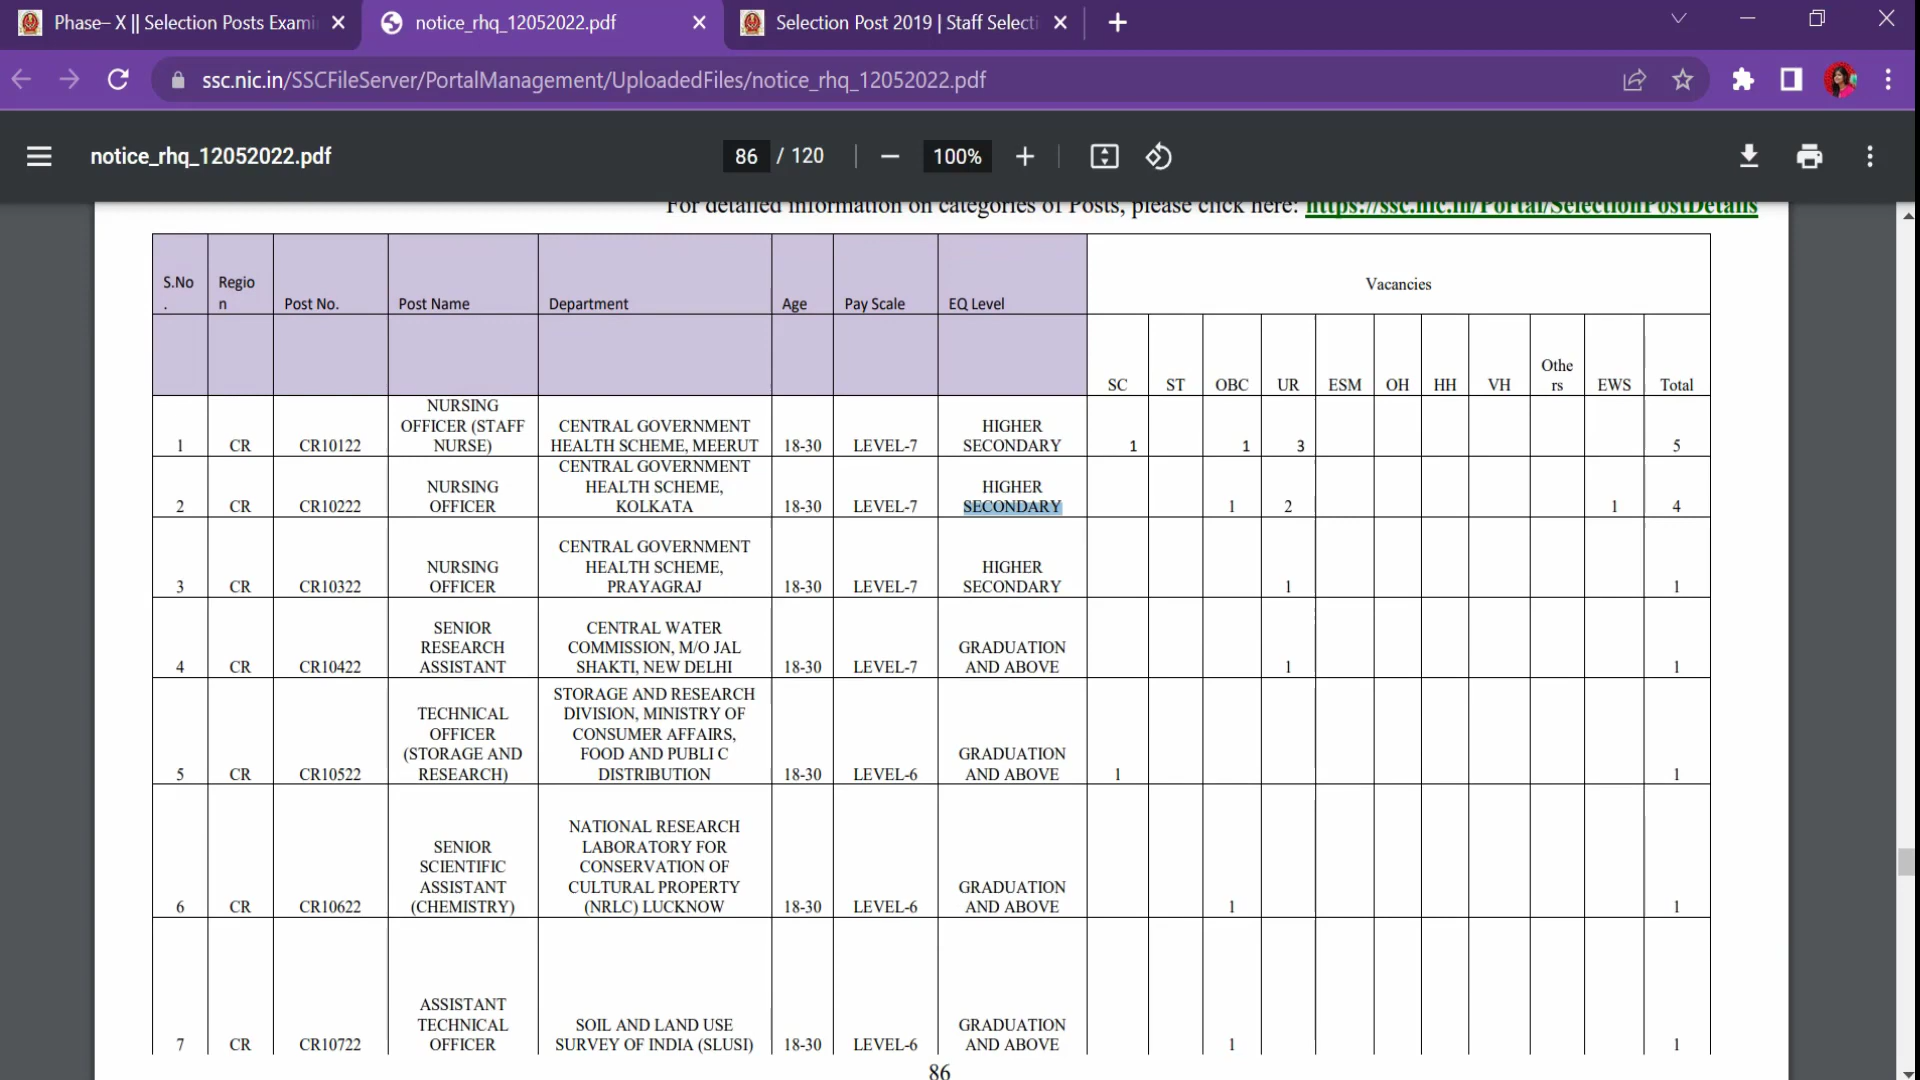 Phase– X || Selection Posts Exami
notice_rhq_12052022.pdf
Selection Post 2019 | Staff Selecti
ssc.nic.in/SSCFileServer/PortalManagement/UploadedFiles/notice_rhq_12052022.pdf
notice_rhq_12052022.pdf
86 / 120
100%
For detailed information on categories of Posts, please click here: https://ssc.nic.in/Portal/SelectionPostDetails
S.No
.
Regio
n
Post No.
Post Name
Department
Age
Pay Scale
EQ Level
Vacancies
SC ST OBC UR ESM OH HH VH
Othe
rs
EWS Total
1 CR CR10122
NURSING
OFFICER (STAFF
NURSE)
CENTRAL GOVERNMENT
HEALTH SCHEME, MEERUT
18-30 LEVEL-7
HIGHER
SECONDARY
1 1 3 5
2 CR CR10222
NURSING
OFFICER
CENTRAL GOVERNMENT
HEALTH SCHEME,
KOLKATA
18-30 LEVEL-7
HIGHER
SECONDARY
1 2 1 4
3 CR CR10322
NURSING
OFFICER
CENTRAL GOVERNMENT
HEALTH SCHEME,
PRAYAGRAJ
18-30 LEVEL-7
HIGHER
SECONDARY
1 1
4 CR CR10422
SENIOR
RESEARCH
ASSISTANT
CENTRAL WATER
COMMISSION, M/O JAL
SHAKTI, NEW DELHI
18-30 LEVEL-7
GRADUATION
AND ABOVE
1 1
5 CR CR10522
TECHNICAL
OFFICER
(STORAGE AND
RESEARCH)
STORAGE AND RESEARCH
DIVISION, MINISTRY OF
CONSUMER AFFAIRS,
FOOD AND PUBLI C
DISTRIBUTION
18-30 LEVEL-6
GRADUATION
AND ABOVE
1 1
6 CR CR10622
SENIOR
SCIENTIFIC
ASSISTANT
(CHEMISTRY)
NATIONAL RESEARCH
LABORATORY FOR
CONSERVATION OF
CULTURAL PROPERTY
(NRLC) LUCKNOW
18-30 LEVEL-6
GRADUATION
AND ABOVE
1 1
7 CR CR10722
ASSISTANT
TECHNICAL
OFFICER
SOIL AND LAND USE
SURVEY OF INDIA (SLUSI)
18-30 LEVEL-6
GRADUATION
AND ABOVE
1 1
86